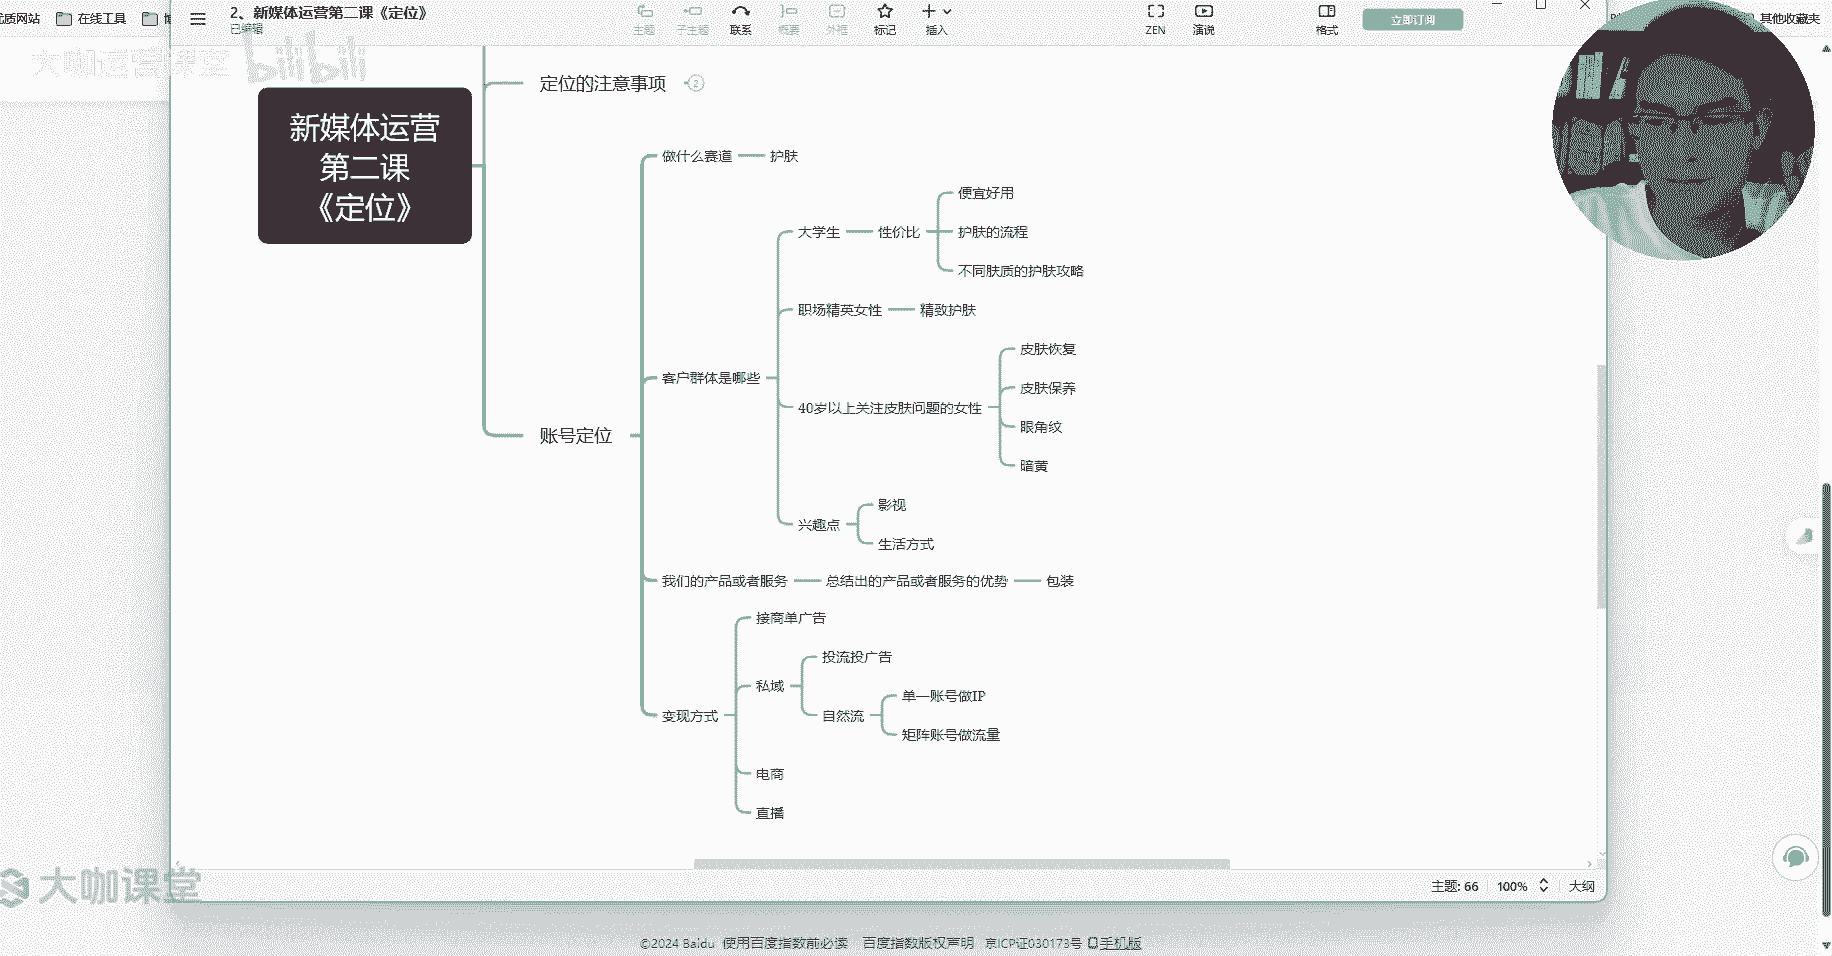 质网站
在线工具
其他收藏夹
2、新媒体运营第二课《定位》
已编辑
主题
子主题
联系
概要
外框
标记
插入
ZEN
演说
格式
立即订阅
大咖运营课堂
bilibili
新媒体运营
第二课
《定位》
定位的注意事项
2
账号定位
做什么赛道
护肤
客户群体是哪些
大学生
性价比
便宜好用
护肤的流程
不同肤质的护肤攻略
职场精英女性
精致护肤
40岁以上关注皮肤问题的女性
皮肤恢复
皮肤保养
眼角纹
暗黄
兴趣点
影视
生活方式
我们的产品或者服务
总结出的产品或者服务的优势
包装
变现方式
接商单广告
私域
投流投广告
自然流
单一账号做IP
矩阵账号做流量
电商
直播
大咖课堂
主题: 66
100%
大纲
©2024 Baidu 使用百度指数前必读 百度指数版权声明 京ICP证030173号 手机版